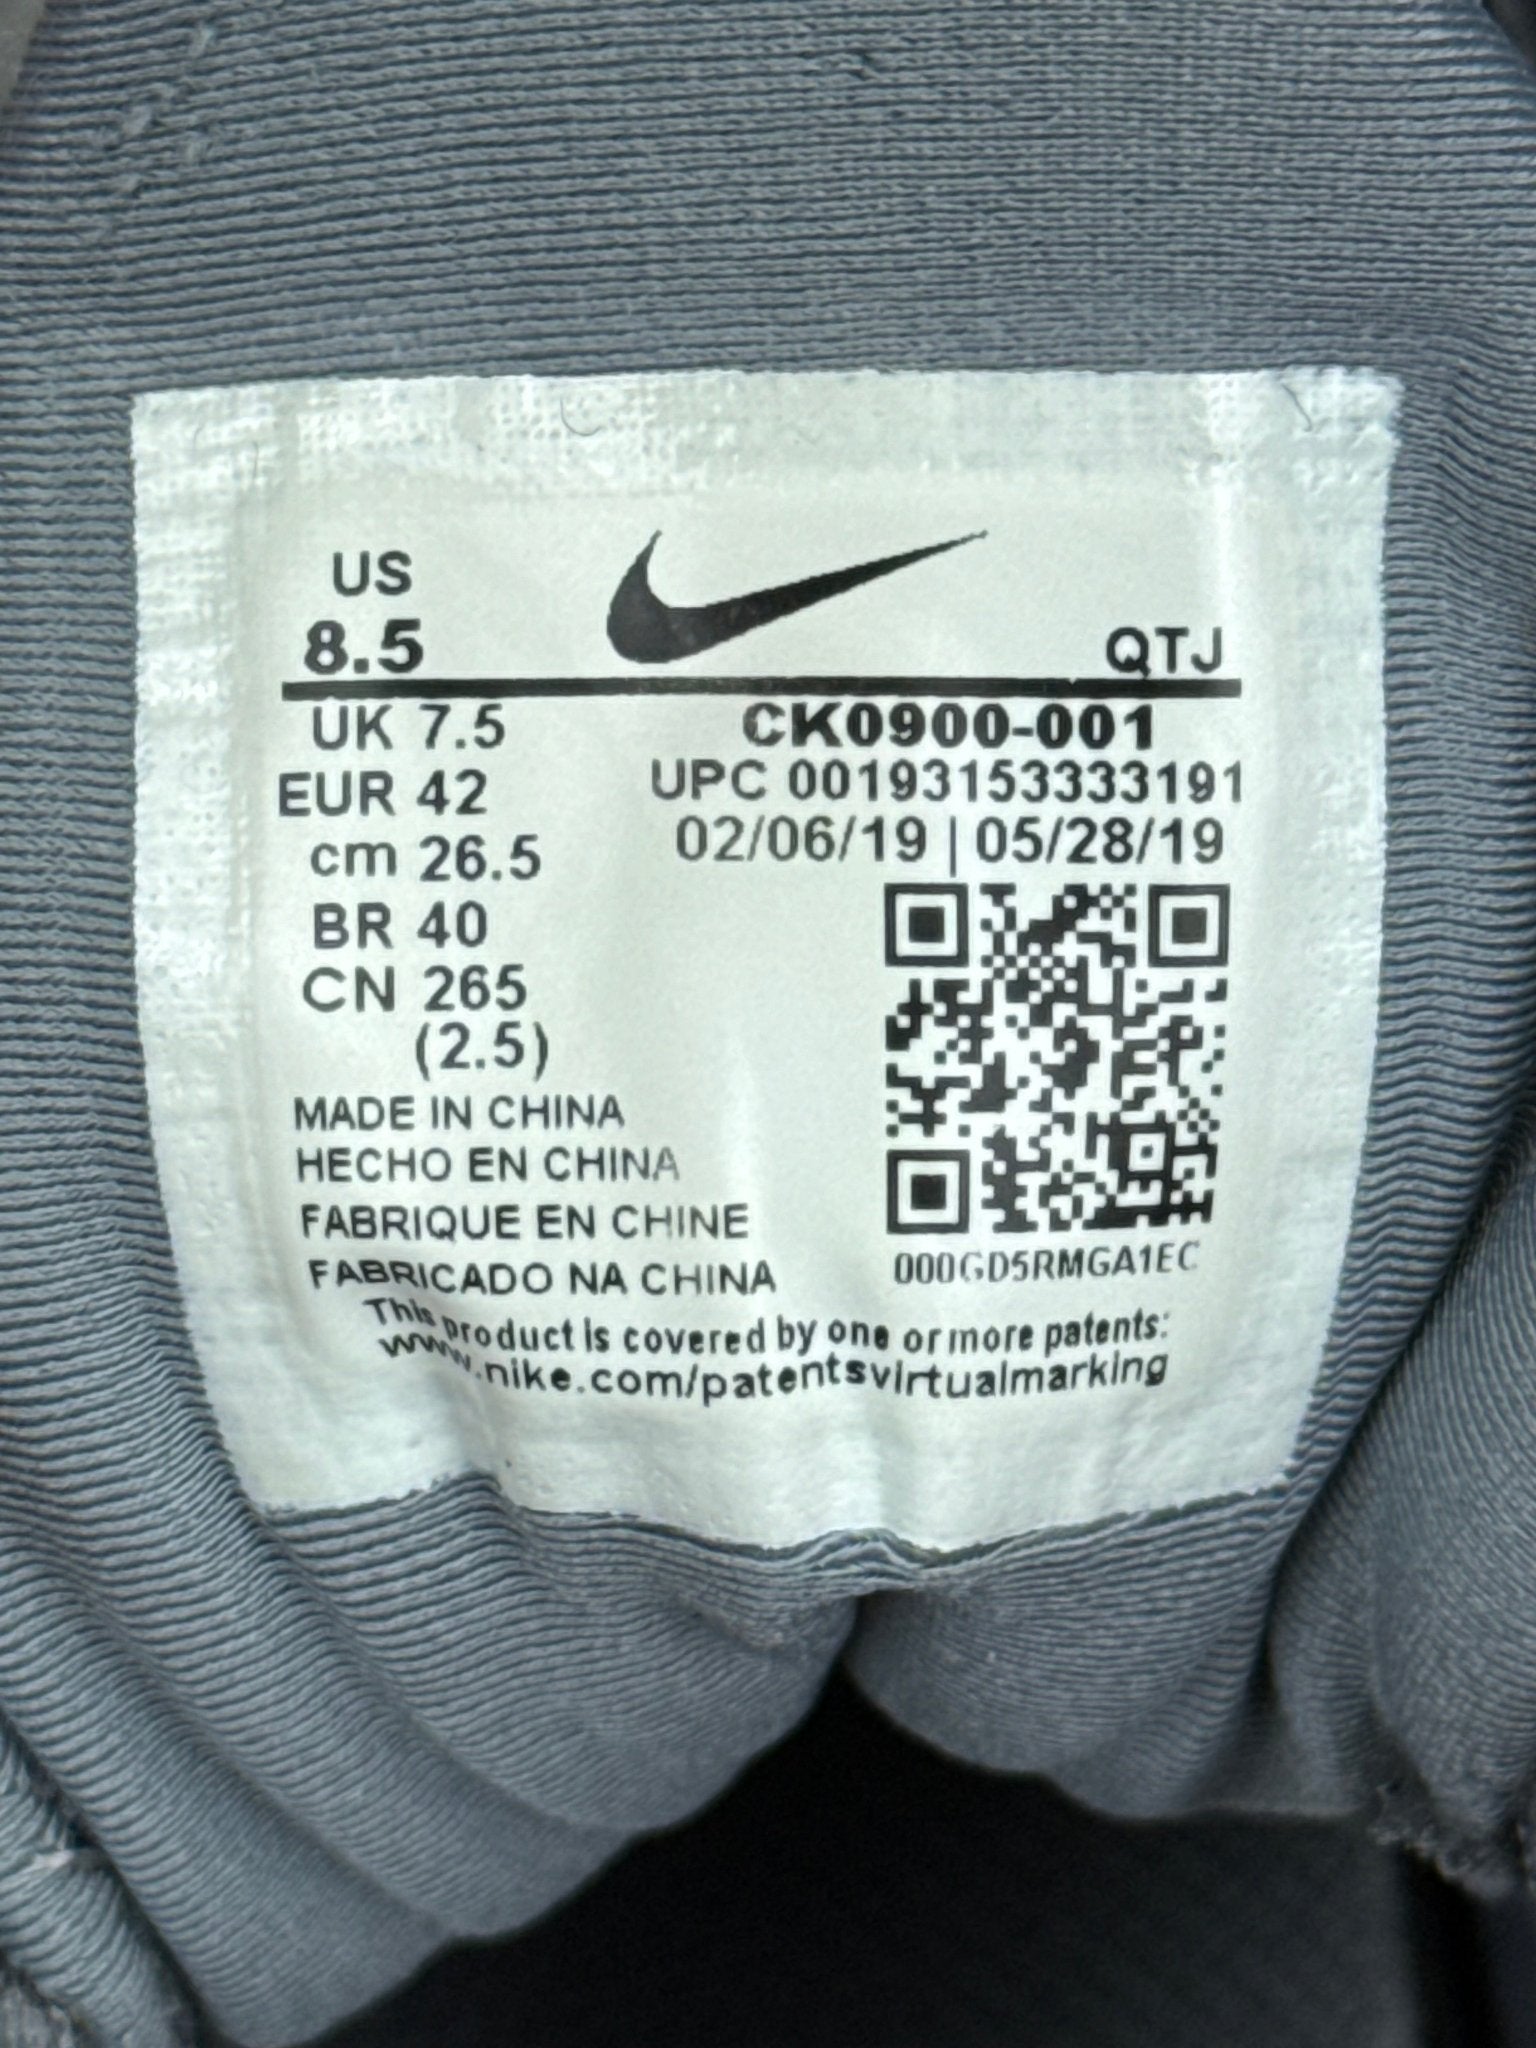 US
8.5
QTJ
UK 7.5
CK0900-001
EUR 42
UPC 00193153333191
cm 26.5
02/06/19 | 05/28/19
BR 40
CN 265
(2.5)
MADE IN CHINA
HECHO EN CHINA
FABRIQUE EN CHINE
FABRICADO NA CHINA
000GD5RMGA1EC
This product is covered by one or more patents:
www.nike.com/patentsvirtualmarking